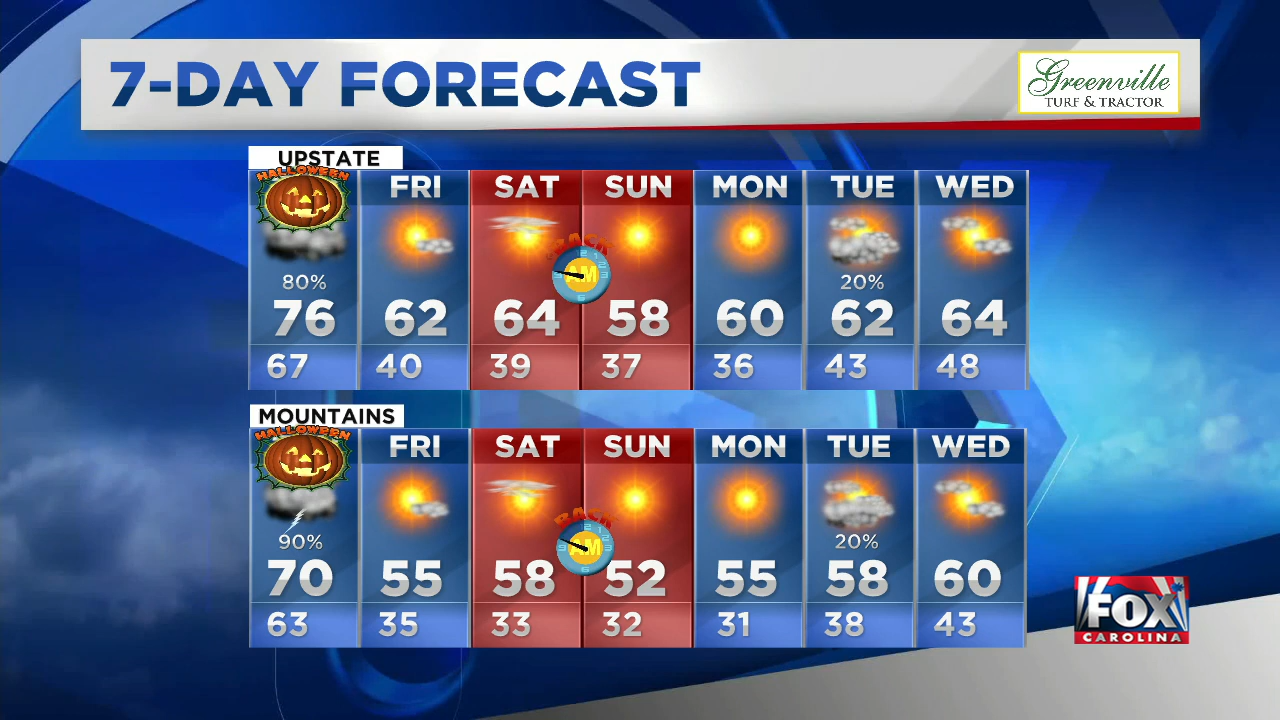 7-DAY FORECAST
Greenville
TURF & TRACTOR
UPSTATE
HALLOWEEN FRI SAT SUN MON TUE WED
BACK
AM
80% 20%
76 62 64 58 60 62 64
67 40 39 37 36 43 48
MOUNTAINS
HALLOWEEN FRI SAT SUN MON TUE WED
BACK
AM
90% 20%
70 55 58 52 55 58 60
63 35 33 32 31 38 43
FOX
CAROLINA